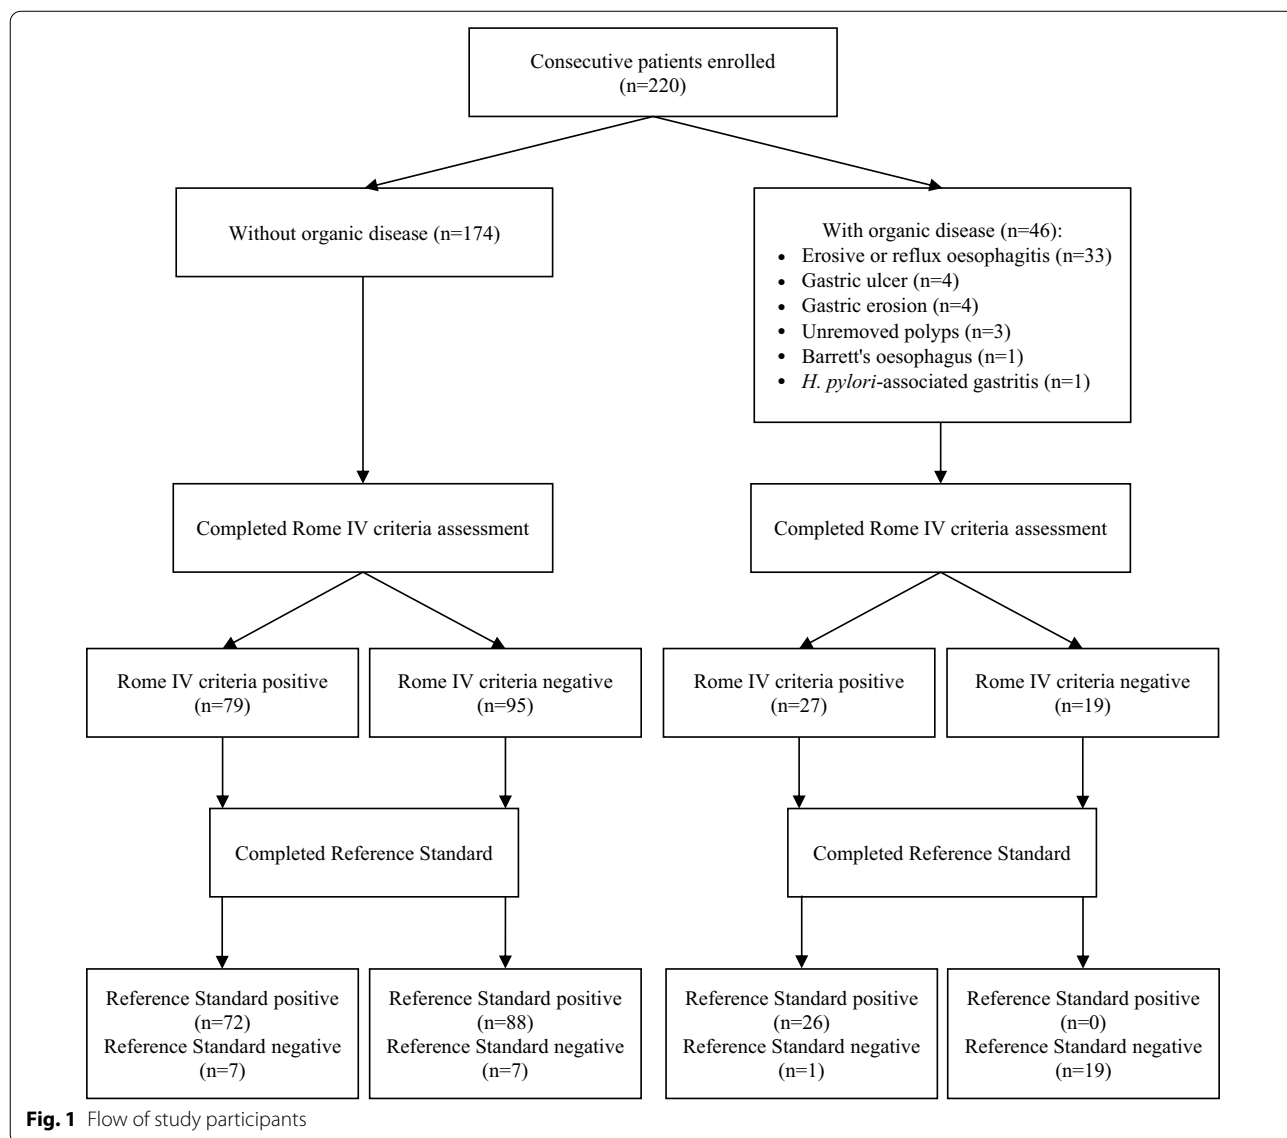 Consecutive patients enrolled
(n=220)
Without organic disease (n=174)
With organic disease (n=46):
• Erosive or reflux oesophagitis (n=33)
• Gastric ulcer (n=4)
• Gastric erosion (n=4)
• Unremoved polyps (n=3)
• Barrett's oesophagus (n=1)
• H. pylori-associated gastritis (n=1)
Completed Rome IV criteria assessment
Completed Rome IV criteria assessment
Rome IV criteria positive
(n=79)
Rome IV criteria negative
(n=95)
Rome IV criteria positive
(n=27)
Rome IV criteria negative
(n=19)
Completed Reference Standard
Completed Reference Standard
Reference Standard positive
(n=72)
Reference Standard negative
(n=7)
Reference Standard positive
(n=88)
Reference Standard negative
(n=7)
Reference Standard positive
(n=26)
Reference Standard negative
(n=1)
Reference Standard positive
(n=0)
Reference Standard negative
(n=19)
Fig. 1 Flow of study participants